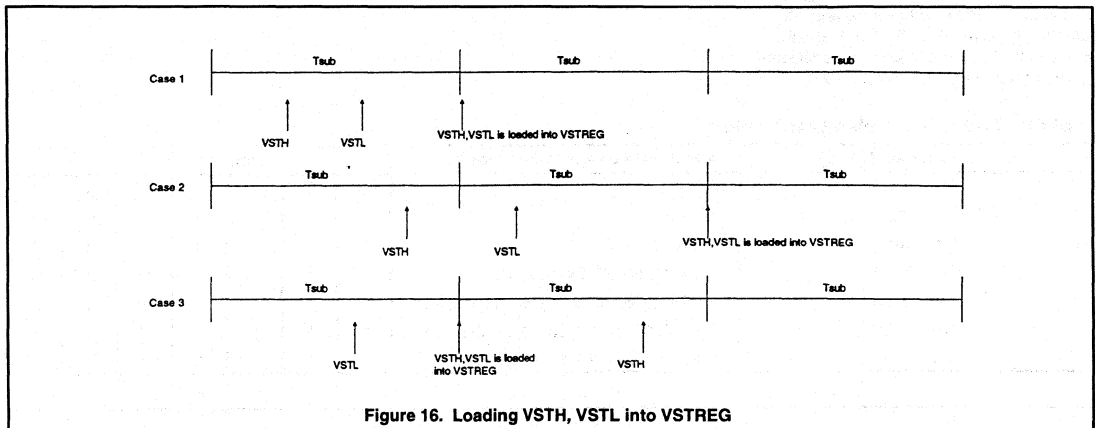 Tsub Tsub Tsub
Case 1
VSTH VSTL VSTH,VSTL is loaded into VSTREG
Tsub Tsub Tsub
Case 2
VSTH VSTL VSTH,VSTL is loaded into VSTREG
Tsub Tsub Tsub
Case 3
VSTL VSTH,VSTL is loaded
into VSTREG VSTH
Figure 16. Loading VSTH, VSTL into VSTREG